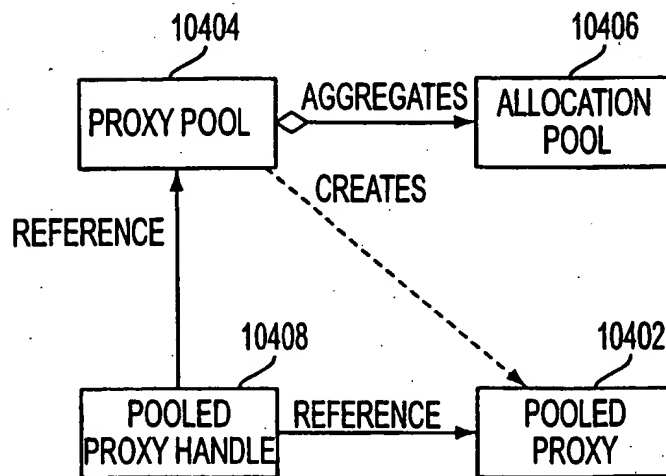 10404
10406
PROXY POOL
AGGREGATES
ALLOCATION
POOL
CREATES
REFERENCE
10408
10402
POOLED
PROXY HANDLE
REFERENCE
POOLED
PROXY